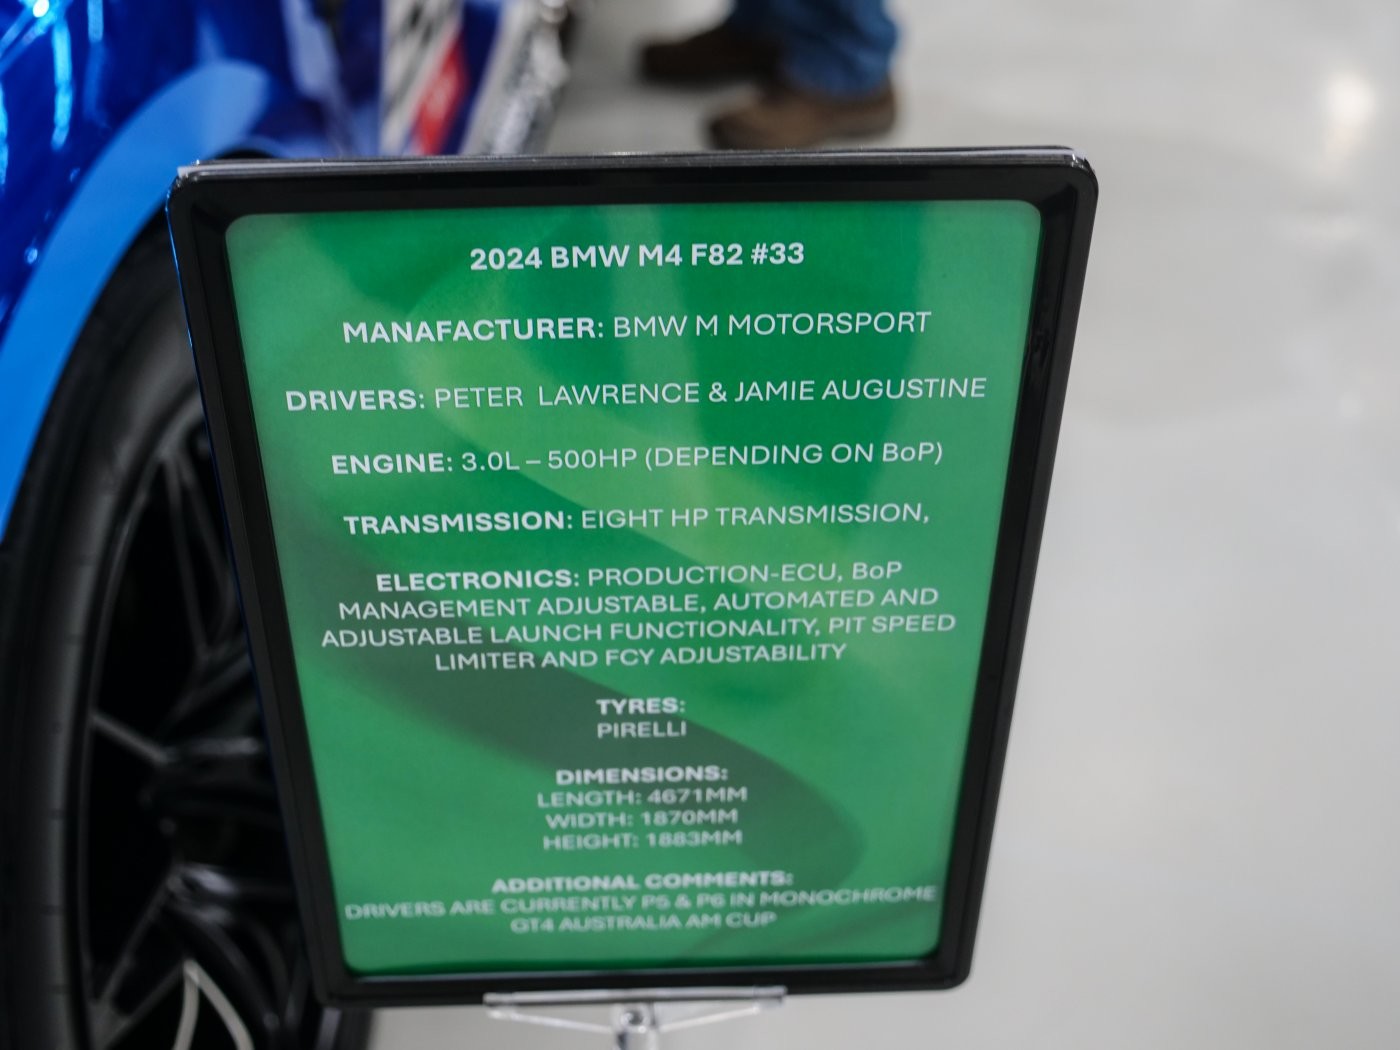 2024 BMW M4 F82 #33
MANAFACTURER: BMW M MOTORSPORT
DRIVERS: PETER LAWRENCE & JAMIE AUGUSTINE
ENGINE: 3.0L – 500HP (DEPENDING ON BoP)
TRANSMISSION: EIGHT HP TRANSMISSION,
ELECTRONICS: PRODUCTION-ECU, BoP
MANAGEMENT ADJUSTABLE, AUTOMATED AND
ADJUSTABLE LAUNCH FUNCTIONALITY, PIT SPEED
LIMITER AND FCY ADJUSTABILITY
TYRES:
PIRELLI
DIMENSIONS:
LENGTH: 4671MM
WIDTH: 1870MM
HEIGHT: 1883MM
ADDITIONAL COMMENTS:
DRIVERS ARE CURRENTLY P5 & P6 IN MONOCHROME
GT4 AUSTRALIA AM CUP